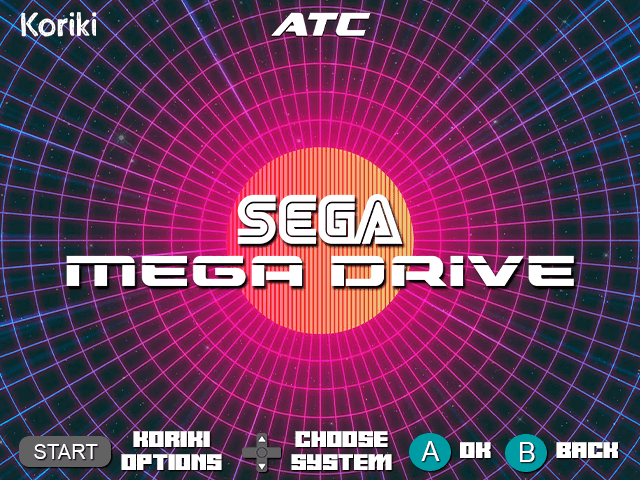 Koriki
ATC
SEGA
MEGA DRIVE
START
KORIKI
OPTIONS
CHOOSE
SYSTEM
A
OK
B
BACK